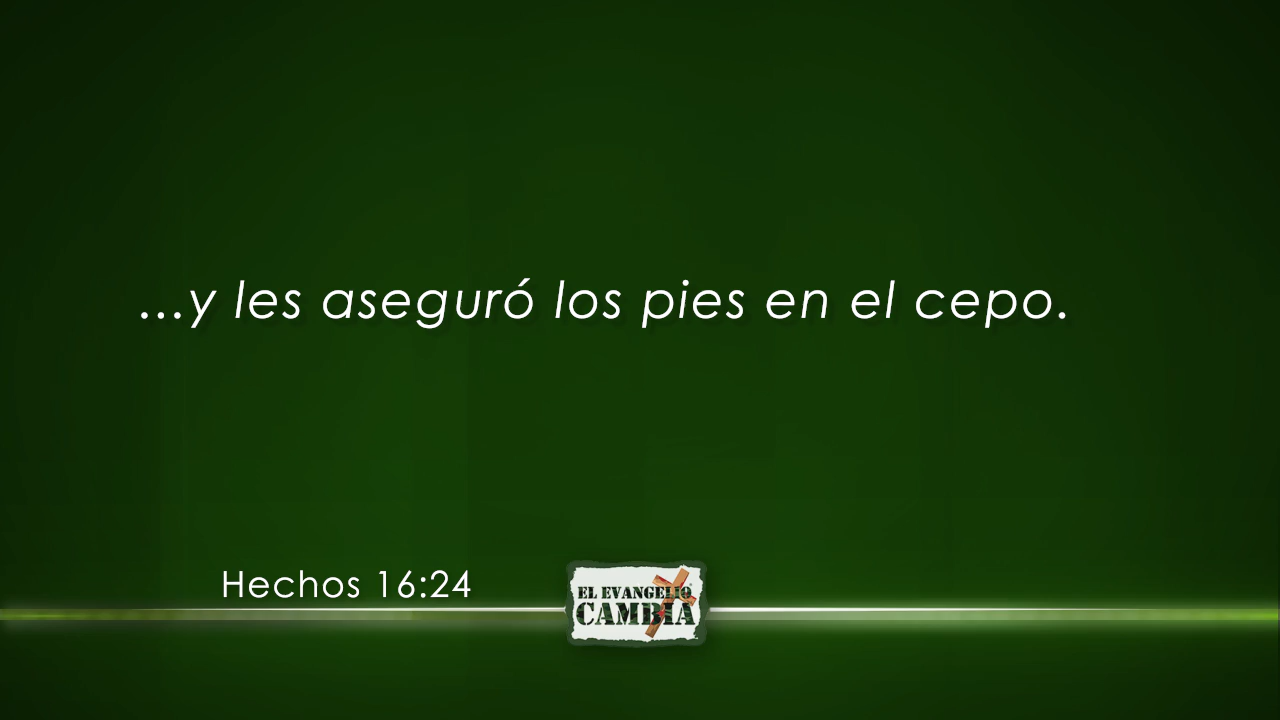 ...y les aseguró los pies en el cepo.
Hechos 16:24
EL EVANGELIO
CAMBIA